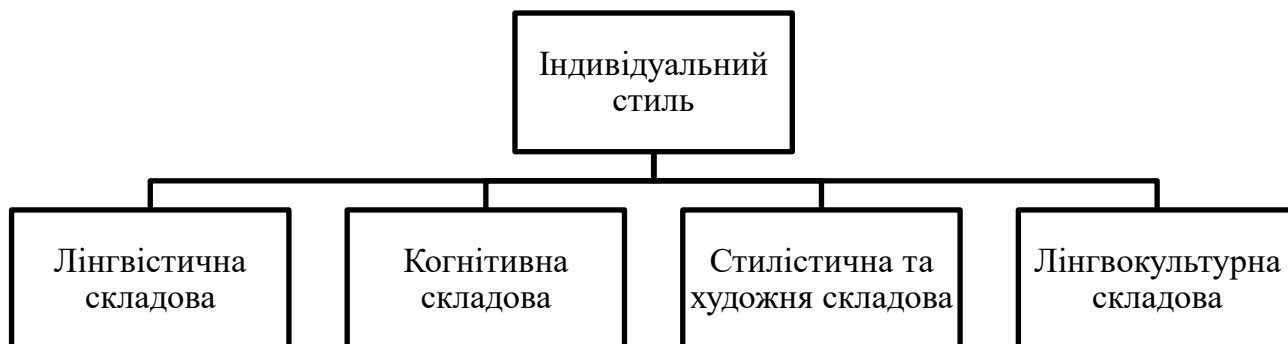 Індивідуальний
стиль
Лінгвістична
складова
Когнітивна
складова
Стилістична та
художня складова
Лінгвокультурна
складова